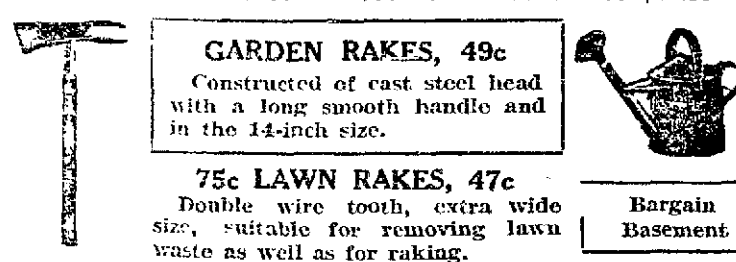 GARDEN RAKES, 49c
Constructed of cast steel head
with a long smooth handle and
in the 14-inch size.
75c LAWN RAKES, 47c
Double wire tooth, extra wide
size, suitable for removing lawn
waste as well as for raking.
Bargain
Basement